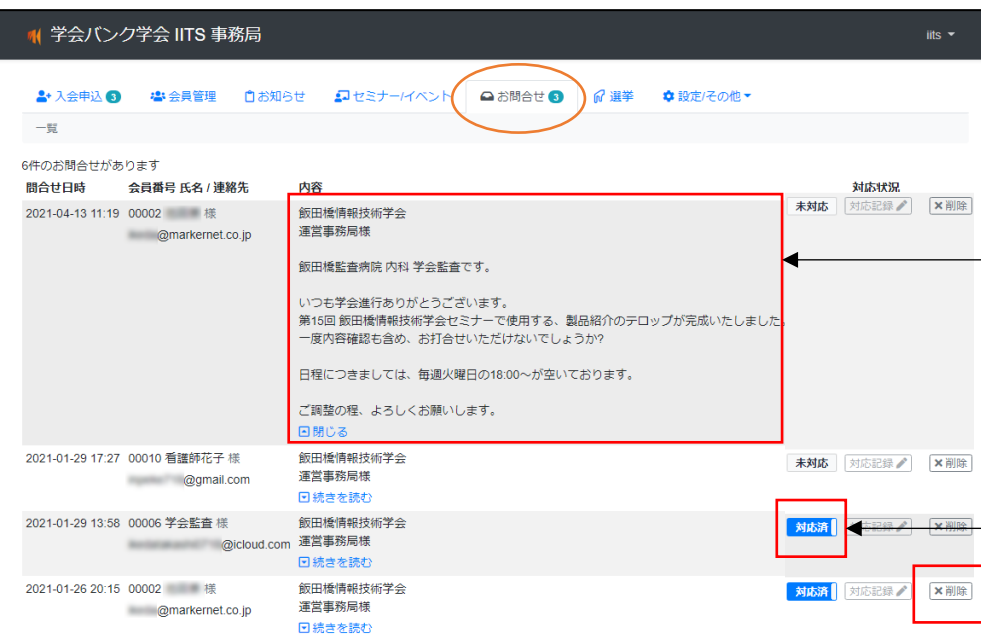 学会バンク学会 IITS 事務局
iits
入会申込 3
会員管理
お知らせ
セミナー/イベント
お問合せ 3
選挙
設定/その他
一覧
6件のお問合せがあります
問合せ日時 会員番号 氏名 / 連絡先 内容 対応状況
2021-04-13 11:19 00002 様 飯田橋情報技術学会 未対応 対応記録 削除
@markernet.co.jp 運営事務局様
飯田橋監査病院 内科 学会監査です。
いつも学会進行ありがとうございます。
第15回 飯田橋情報技術学会セミナーで使用する、製品紹介のテロップが完成いたしました。
一度内容確認も含め、お打合せいただけないでしょうか?
日程につきましては、毎週火曜日の18:00～が空いております。
ご調整の程、よろしくお願いします。
閉じる
2021-01-29 17:27 00010 看護師花子 様 飯田橋情報技術学会 未対応 対応記録 削除
@gmail.com 運営事務局様
続きを読む
2021-01-29 13:58 00006 学会監査 様 飯田橋情報技術学会 対応済 対応記録 削除
@icloud.com 運営事務局様
続きを読む
2021-01-26 20:15 00002 様 飯田橋情報技術学会 対応済 対応記録 削除
@markernet.co.jp 運営事務局様
続きを読む